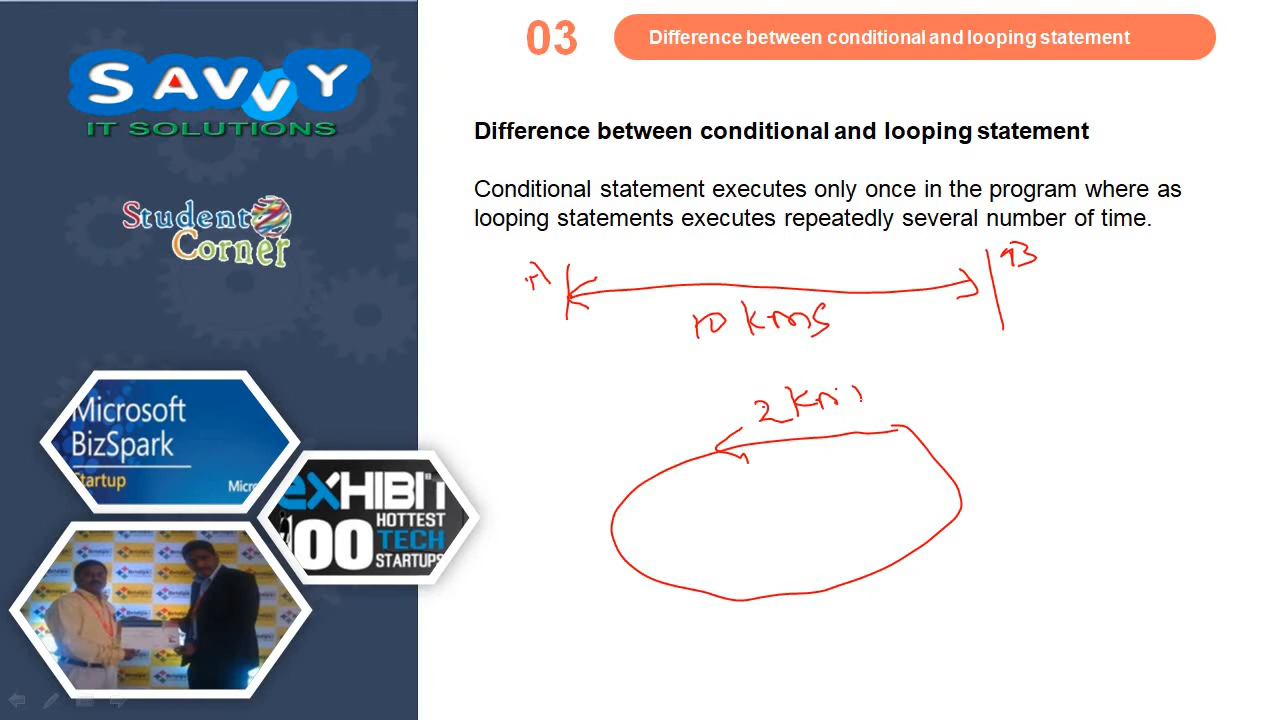 SAVVY
IT SOLUTIONS
Student
Corner
Microsoft
BizSpark
Startup
Micr
eXHIBIT
100
HOTTEST
TECH
STARTUPS
03
Difference between conditional and looping statement
Difference between conditional and looping statement
Conditional statement executes only once in the program where as
looping statements executes repeatedly several number of time.
A
B
10 kms